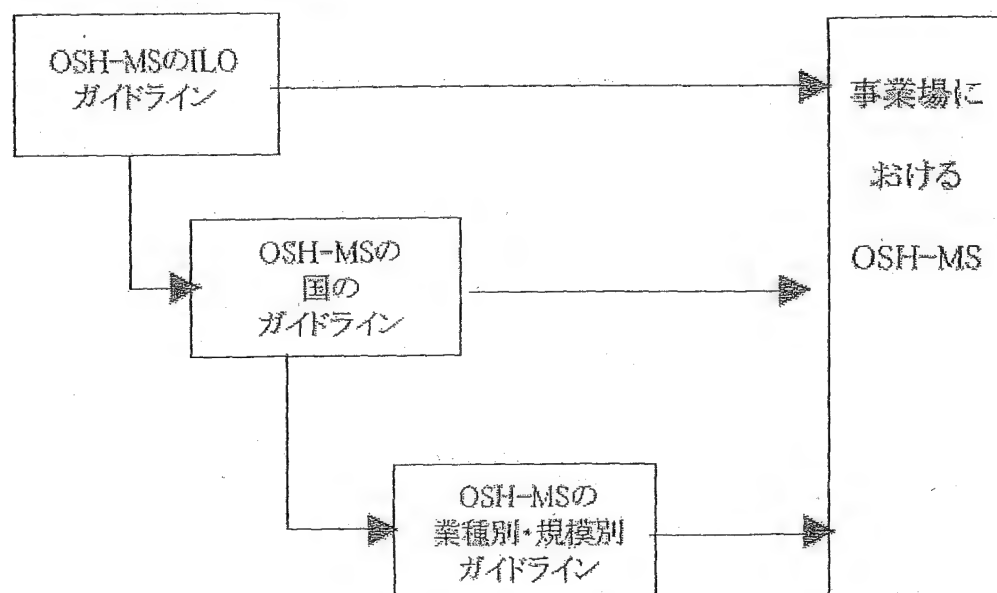 OSH-MSのILO
ガイドライン
事業場に
おける
OSH-MS
OSH-MSの
国の
ガイドライン
OSH-MSの
業種別・規模別
ガイドライン